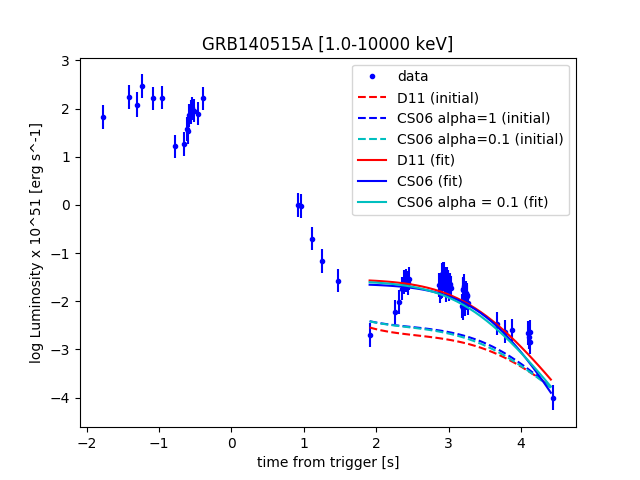 GRB140515A [1.0-10000 keV]
3
2
1
0
−1
−2
−3
−4
log Luminosity x 10^51 [erg s^-1]
data
D11 (initial)
CS06 alpha=1 (initial)
CS06 alpha=0.1 (initial)
D11 (fit)
CS06 (fit)
CS06 alpha = 0.1 (fit)
−2
−1
0
1
2
3
4
time from trigger [s]